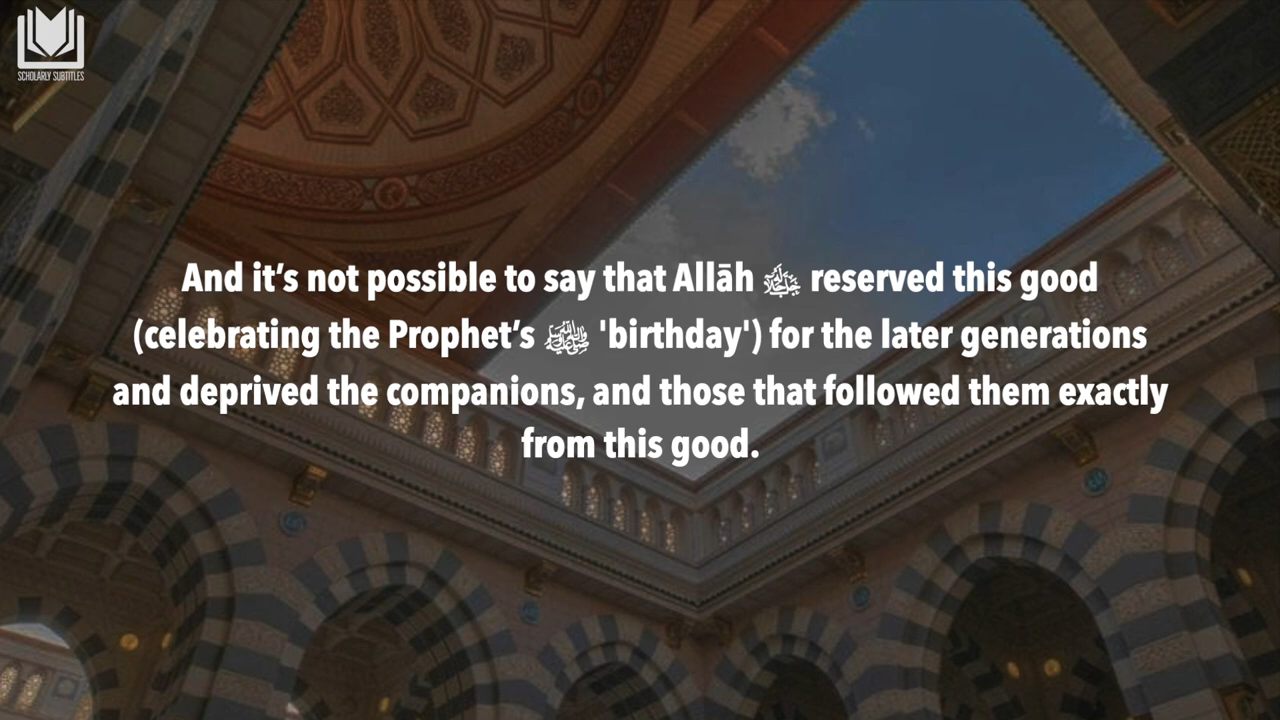 SCHOLARLY SUBTITLES
And it’s not possible to say that Allāh ﷻ reserved this good
(celebrating the Prophet’s ﷺ 'birthday') for the later generations
and deprived the companions, and those that followed them exactly
from this good.